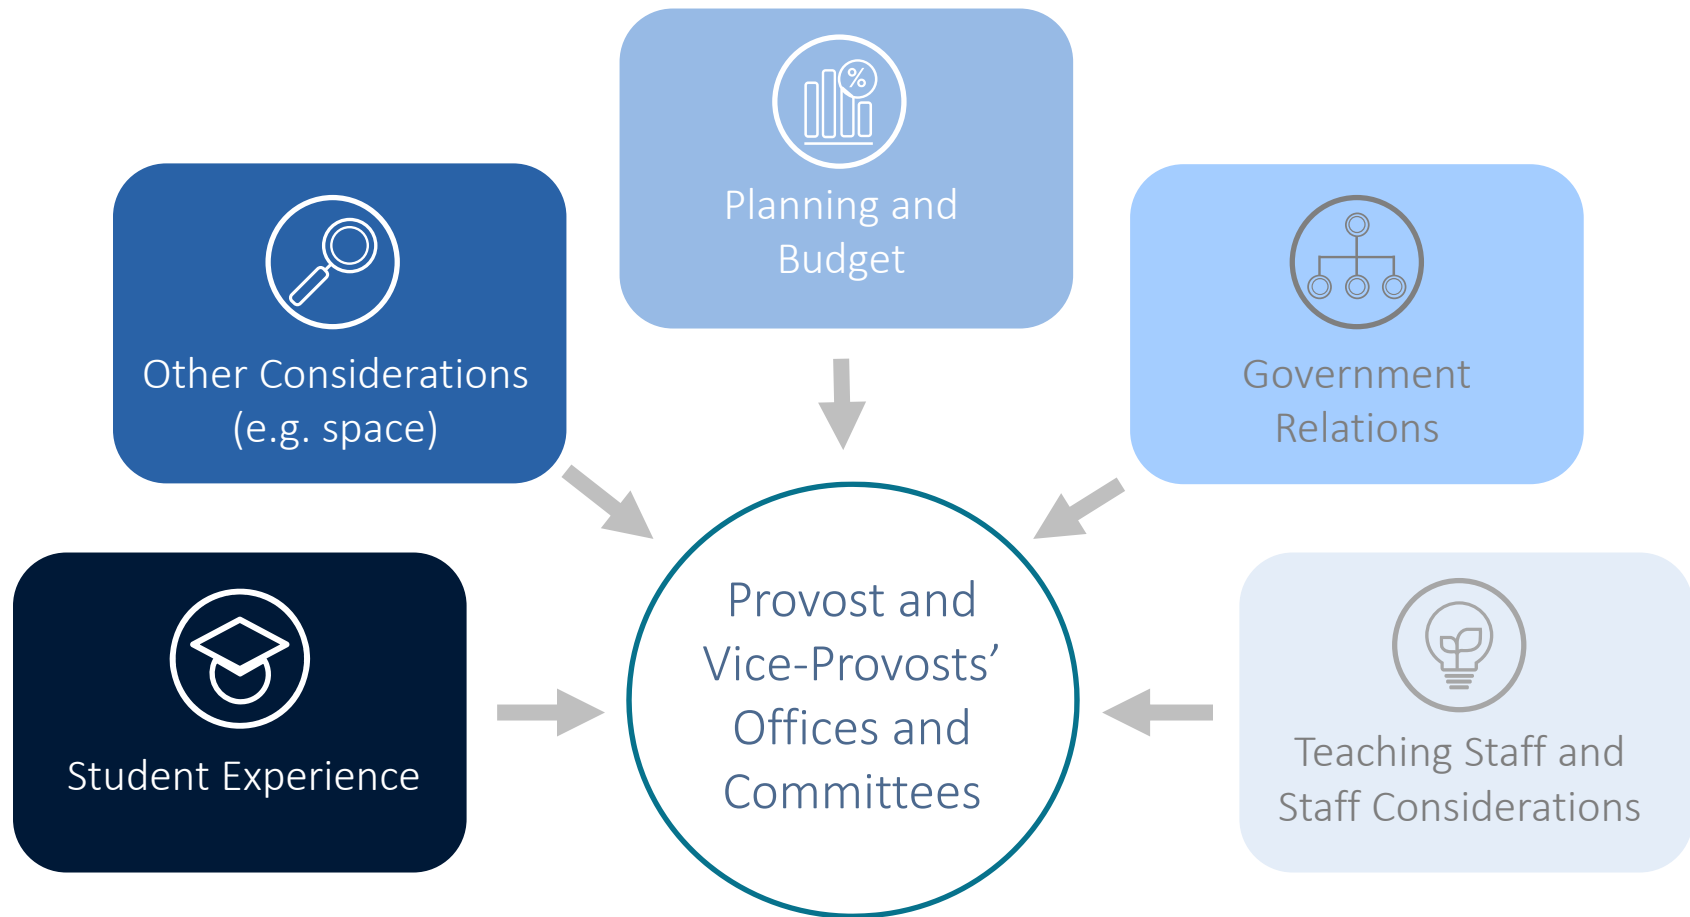 %
Planning and
Budget
Other Considerations
(e.g. space)
Government
Relations
Student Experience
Provost and
Vice-Provosts’
Offices and
Committees
Teaching Staff and
Staff Considerations